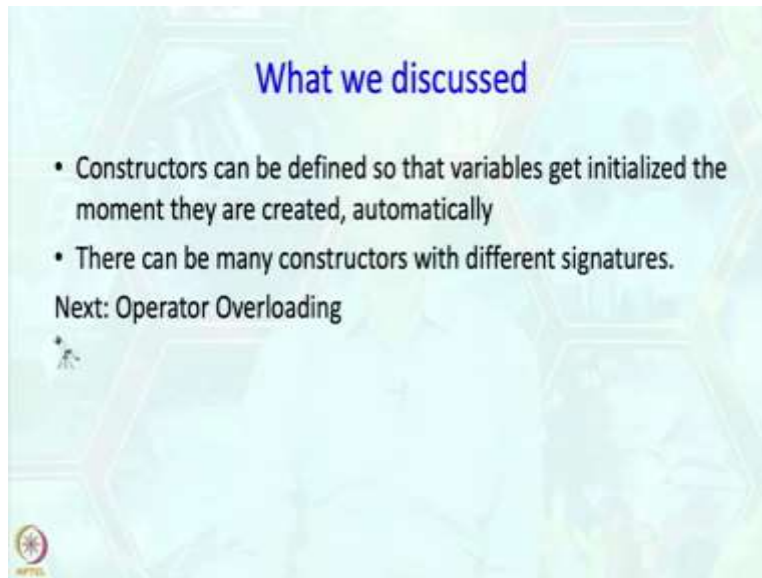 What we discussed
• Constructors can be defined so that variables get initialized the
moment they are created, automatically
• There can be many constructors with different signatures.
Next: Operator Overloading
NPTEL